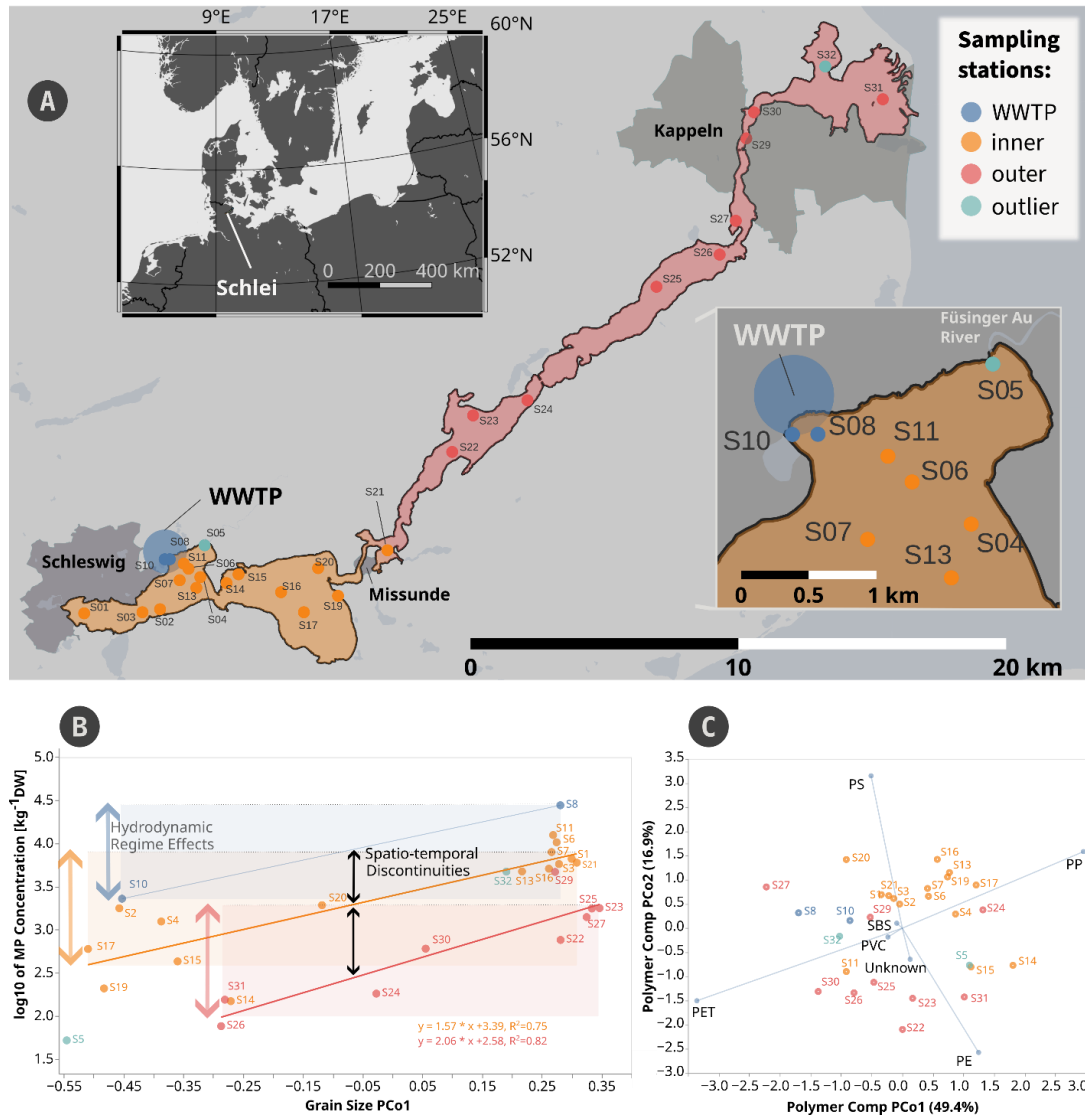 A
9°E
17°E
25°E
60°N
56°N
52°N
0
200
400 km
Schlei
Sampling
stations:
WWTP
inner
outer
outlier
Kappeln
S32
S31
S30
S29
S27
S26
S25
S24
S23
S22
S21
WWTP
Schleswig
Missunde
S05
S08
S10
S11
S06
S07
S13
S04
S01
S03
S02
S14
S15
S16
S17
S20
S19
0
10
20 km
Füsinger Au
River
WWTP
S05
S10
S08
S11
S06
S07
S04
S13
0
0.5
1 km
B
log10 of MP Concentration [kg⁻¹DW]
5.0
4.5
4.0
3.5
3.0
2.5
2.0
1.5
Hydrodynamic
Regime Effects
Spatio-temporal
Discontinuities
S8
S11
S6
S7
S1
S3
S21
S16
S13
S32
S29
S10
S2
S4
S20
S25
S23
S27
S22
S17
S15
S19
S30
S24
S31
S14
S26
S5
y = 1.57 * x +3.39, R²=0.75
y = 2.06 * x +2.58, R²=0.82
−0.55
−0.45
−0.35
−0.25
−0.15
−0.05
0.05
0.15
0.25
0.35
Grain Size PCo1
C
Polymer Comp PCo2 (16.9%)
3.5
3.0
2.5
2.0
1.5
1.0
0.5
0.0
−0.5
−1.0
−1.5
−2.0
−2.5
−3.0
PS
PP
S20
S16
S13
S19
S17
S27
S21
S1
S3
S2
S7
S6
S4
S24
S8
S10
S29
SBS
S32
PVC
Unknown
S11
S5
S15
S14
S30
S26
S25
S23
S31
S22
PET
PE
−3.5
−3.0
−2.5
−2.0
−1.5
−1.0
−0.5
0.0
0.5
1.0
1.5
2.0
2.5
3.0
Polymer Comp PCo1 (49.4%)